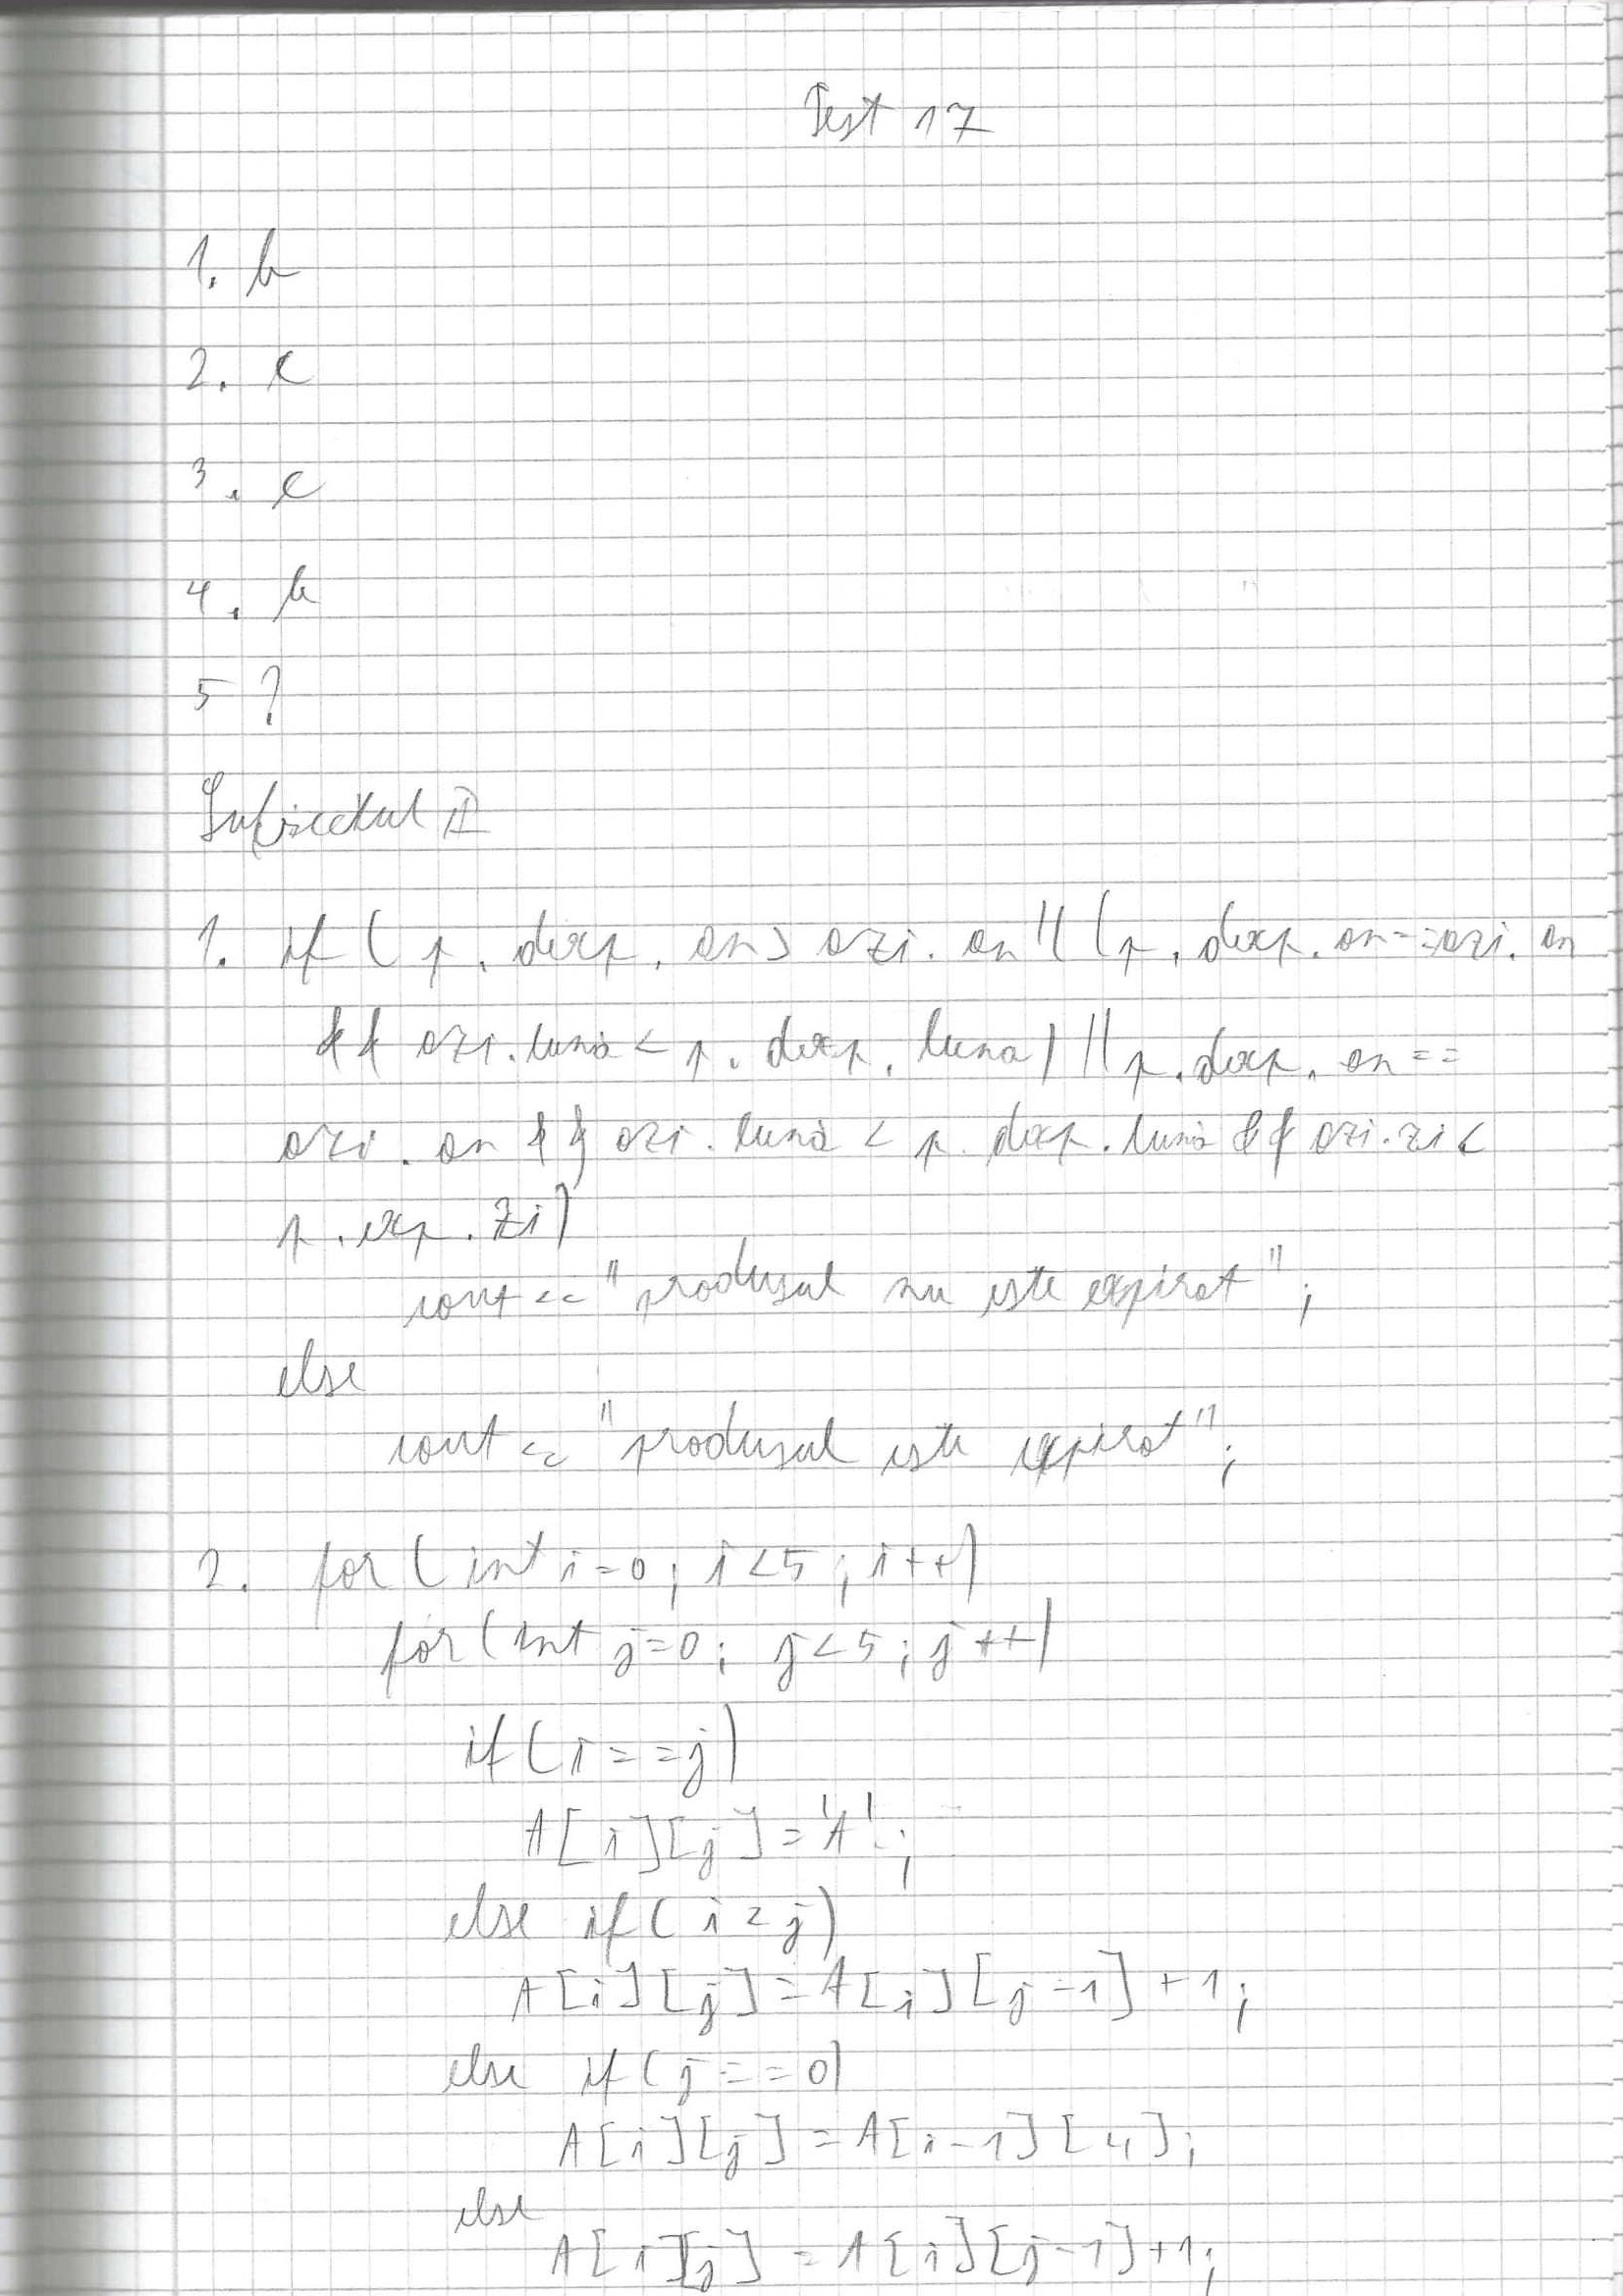 Test 17
1. b
2. c
3. c
4. b
5 ?
Subiectul II
1. if ( p. dexp. an > azi. an || (p. dexp. an == azi. an
&& azi. luna < p. dexp. luna) || p. dexp. an ==
azi. an && azi. luna < p. dexp. luna && azi. zi <
p. exp. zi)
cout << "produsul nu este expirat";
else
cout << "produsul este expirat";
2. for (int i=0; i<5; i++)
for (int j=0; j<5; j++)
if (i==j)
A[i][j]='A';
else if (i<j)
A[i][j]=A[i][j-1]+1;
else if (j==0)
A[i][j]=A[i-1][4];
else
A[i][j]=A[i][j-1]+1;